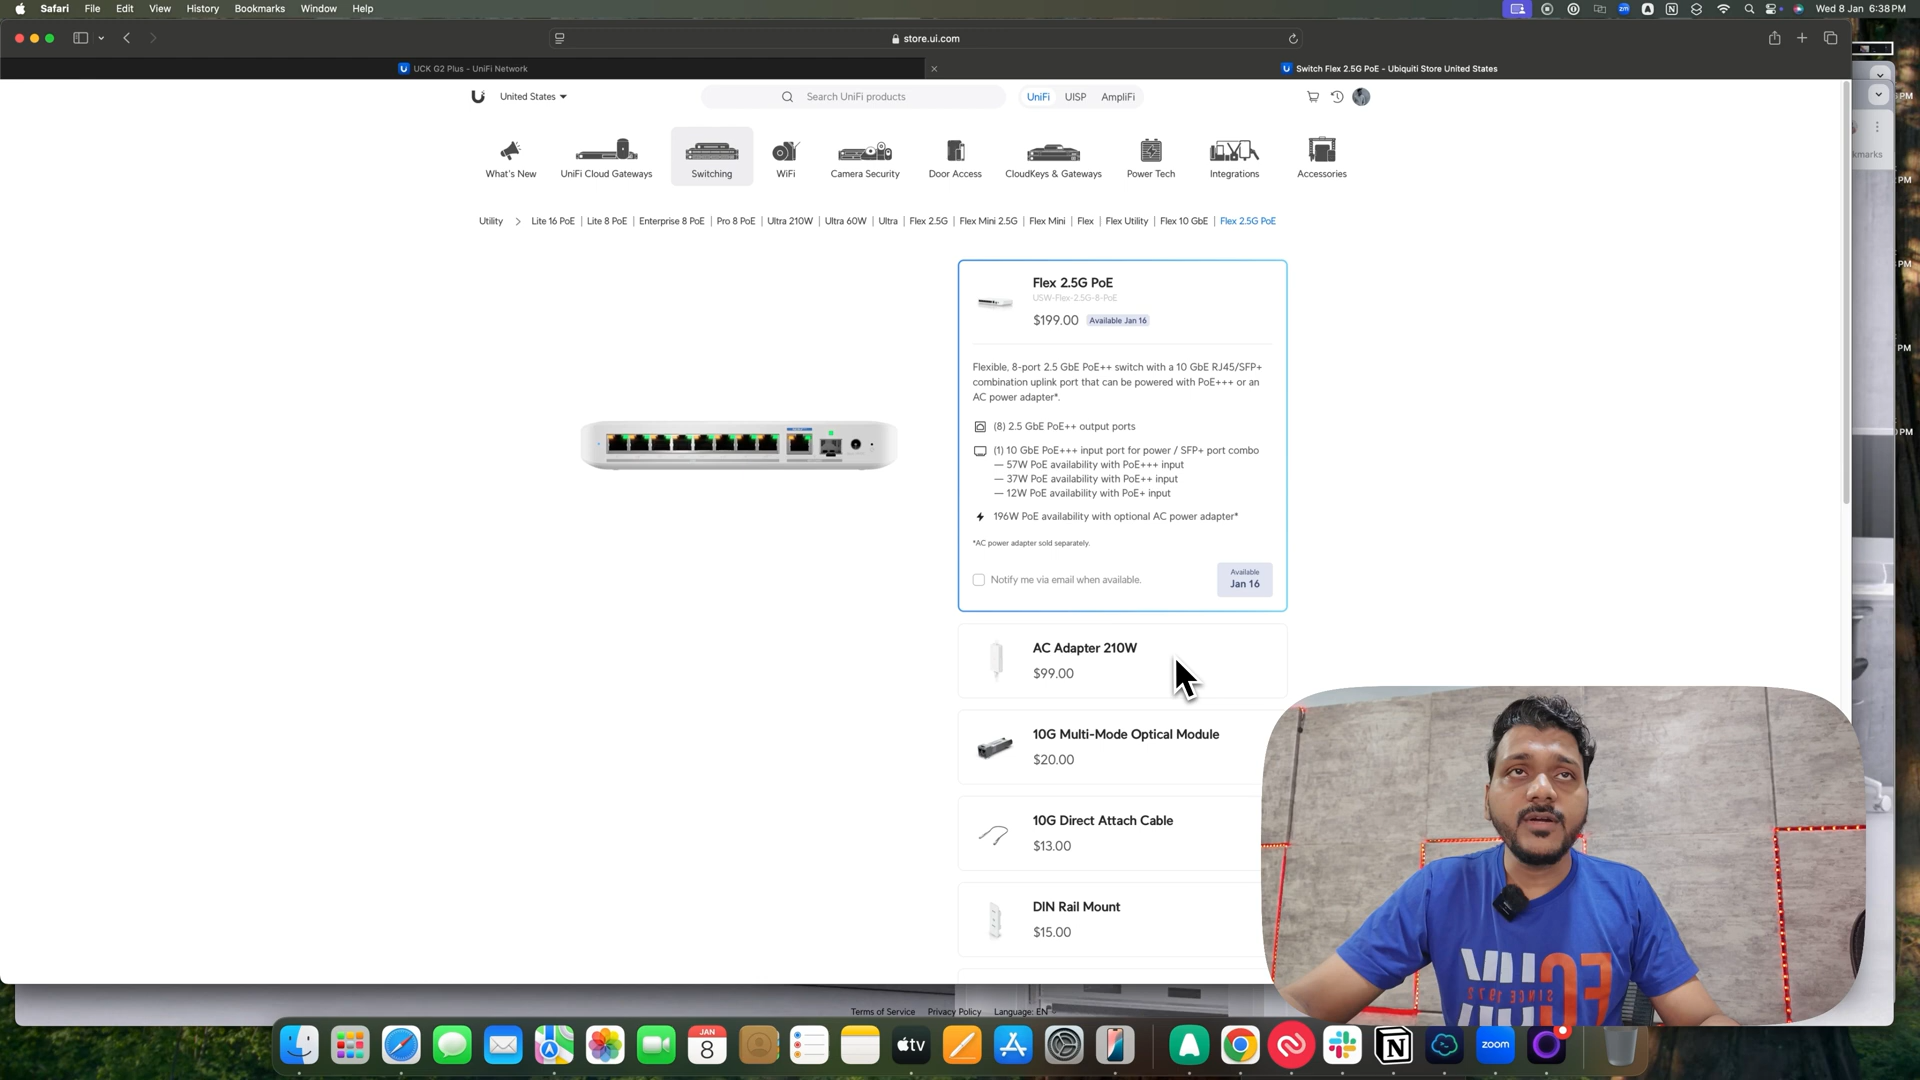 Safari File Edit View History Bookmarks Window Help
Wed 8 Jan 6:38 PM
store.ui.com
UCK G2 Plus - UniFi Network
Switch Flex 2.5G PoE - Ubiquiti Store United States
United States
Search UniFi products
UniFi UISP AmpliFi
What's New UniFi Cloud Gateways Switching WiFi Camera Security Door Access CloudKeys & Gateways Power Tech Integrations Accessories
Utility > Lite 16 PoE | Lite 8 PoE | Enterprise 8 PoE | Pro 8 PoE | Ultra 210W | Ultra 60W | Ultra | Flex 2.5G | Flex Mini 2.5G | Flex Mini | Flex | Flex Utility | Flex 10 GbE | Flex 2.5G PoE
Flex 2.5G PoE
USW-Flex-2.5G-8-PoE
$199.00 Available Jan 16
Flexible, 8-port 2.5 GbE PoE++ switch with a 10 GbE RJ45/SFP+
combination uplink port that can be powered with PoE+++ or an
AC power adapter*.
(8) 2.5 GbE PoE++ output ports
(1) 10 GbE PoE+++ input port for power / SFP+ port combo
— 57W PoE availability with PoE+++ input
— 37W PoE availability with PoE++ input
— 12W PoE availability with PoE+ input
196W PoE availability with optional AC power adapter*
*AC power adapter sold separately.
Notify me via email when available.
Available
Jan 16
AC Adapter 210W
$99.00
10G Multi-Mode Optical Module
$20.00
10G Direct Attach Cable
$13.00
DIN Rail Mount
$15.00
Terms of Service Privacy Policy Language: EN
kmarks
PM
PM
PM
PM
PM
SINCE 1972
JAN
8
tv
zoom